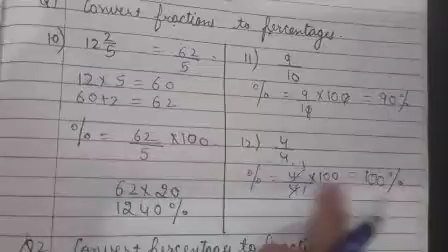 Q1 Convert fractions to percentages.
10) 12 2/5 = 62/5
12 × 5 = 60
60+2 = 62
% = 62/5 × 100
62 × 20
1240%
11) 9/10
% = 9/10 × 100 = 90%
12) 4/4
% = 4/4 × 100 = 100%
Q2 Convert fraction to